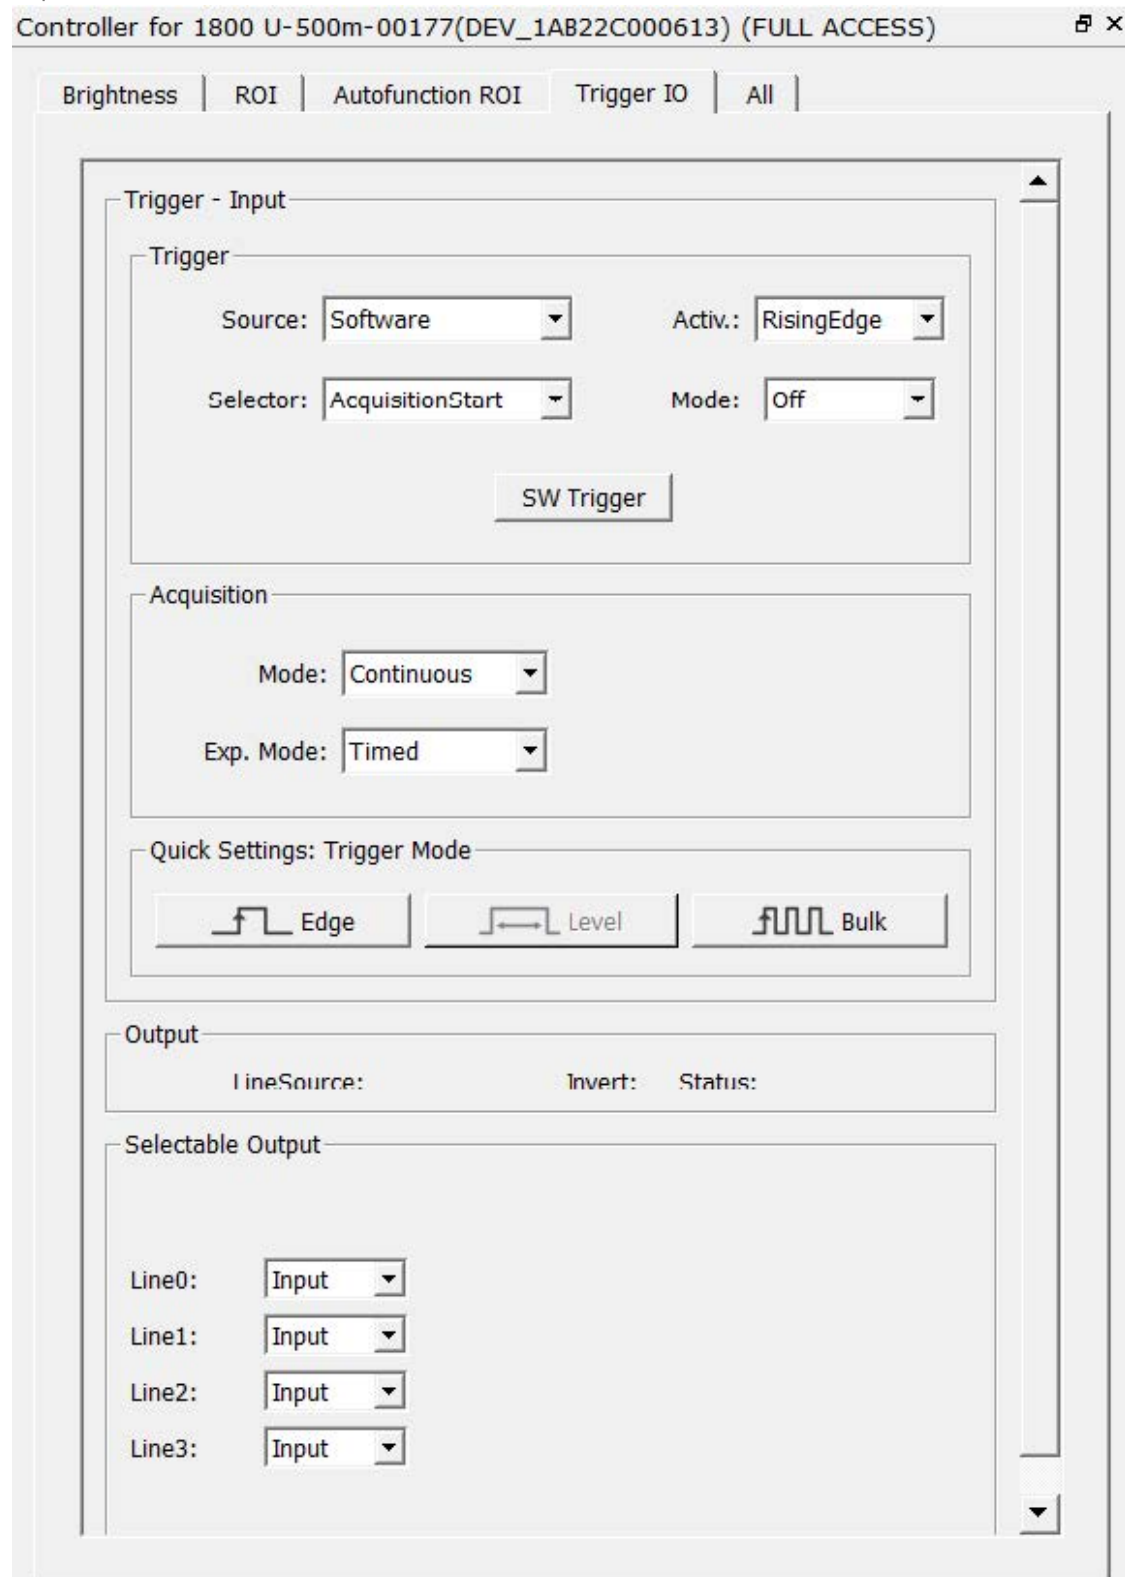 Controller for 1800 U-500m-00177(DEV_1AB22C000613) (FULL ACCESS)
Brightness ROI Autofunction ROI Trigger IO All
Trigger - Input
Trigger
Source: Software Activ.: RisingEdge
Selector: AcquisitionStart Mode: Off
SW Trigger
Acquisition
Mode: Continuous
Exp. Mode: Timed
Quick Settings: Trigger Mode
Edge Level Bulk
Output
LineSource: Invert: Status:
Selectable Output
Line0: Input
Line1: Input
Line2: Input
Line3: Input